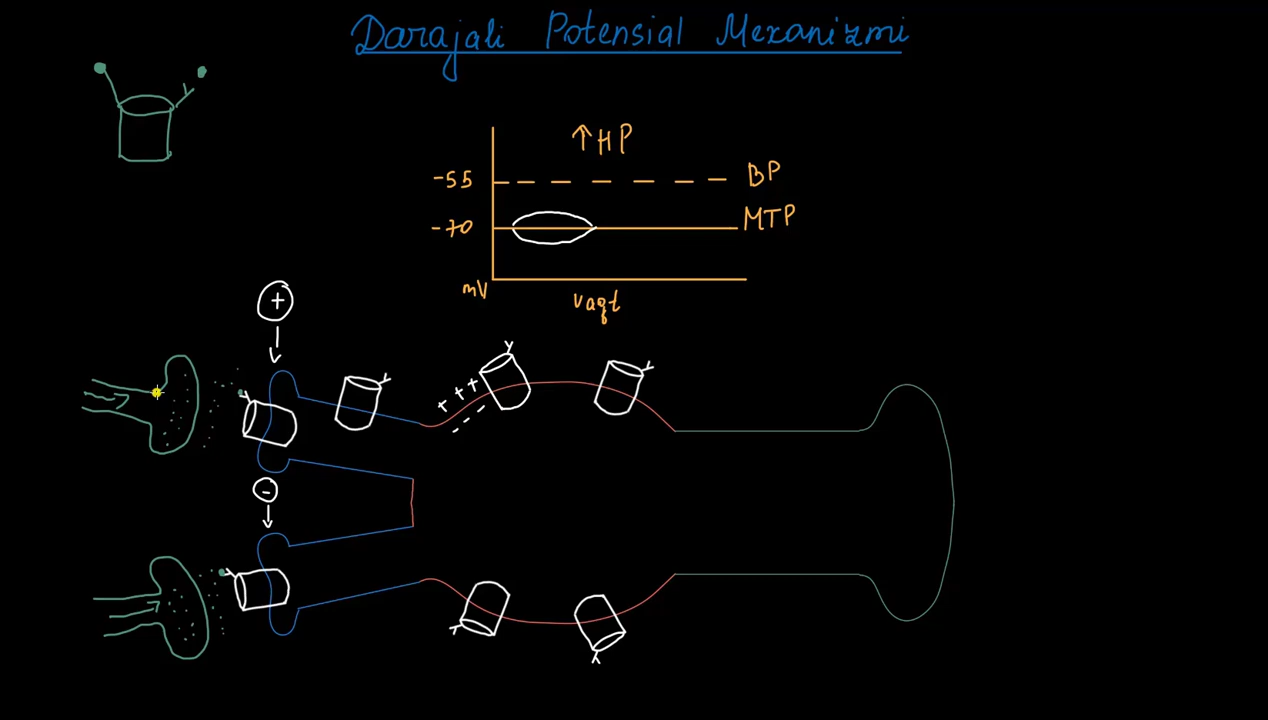 Darajali Potensial Mexanizmi
↑HP
-55 BP
-70 MTP
mV vaqt
+
+ + +
- - -
-